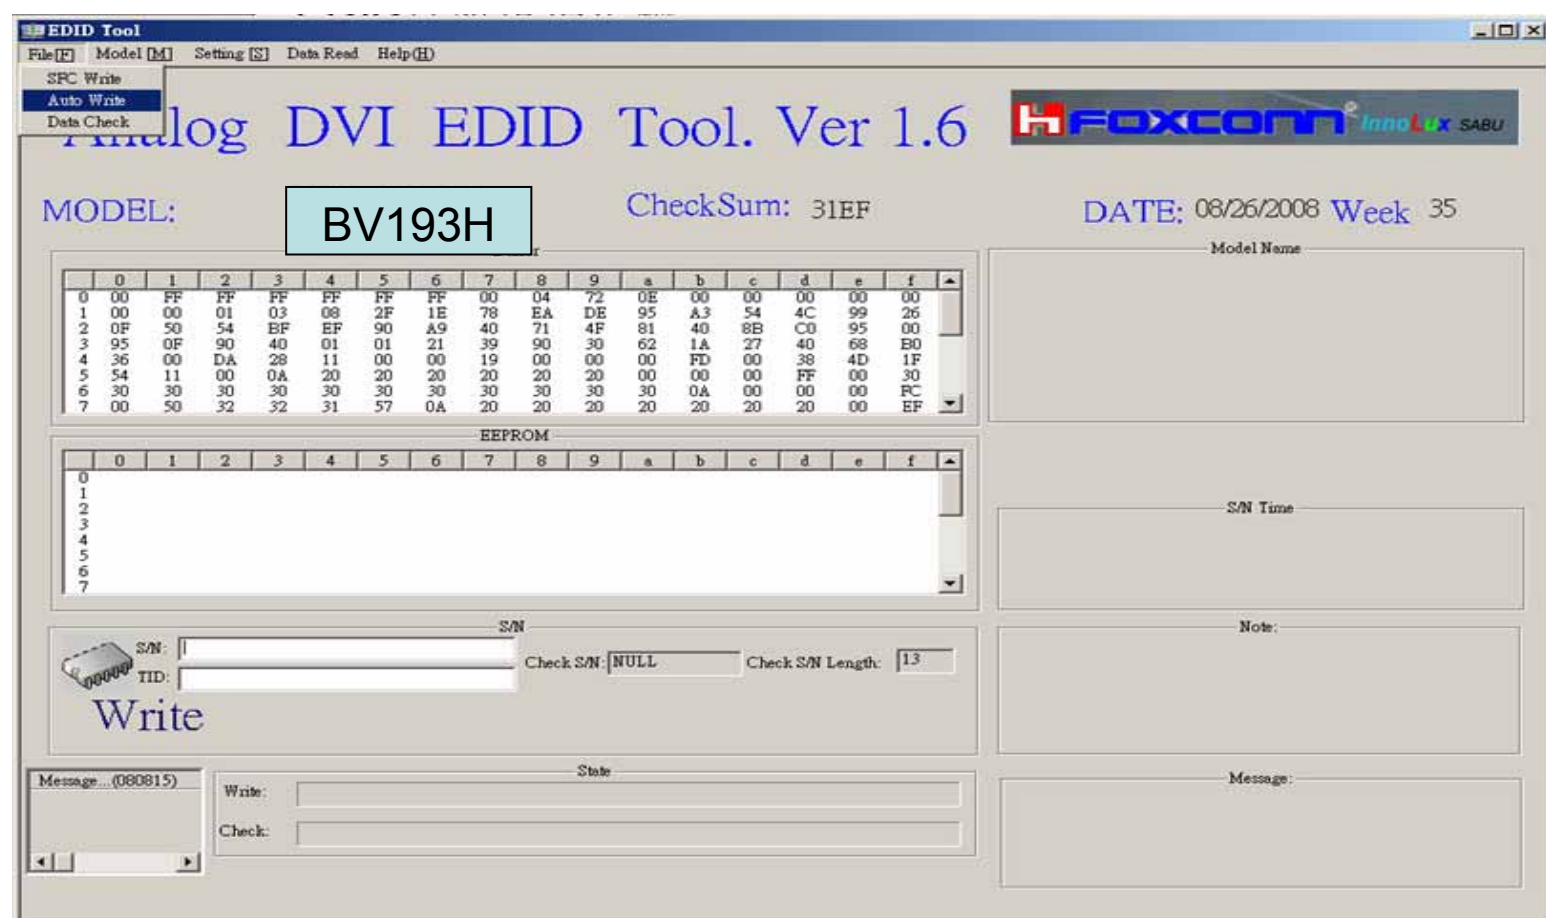 EDID Tool
File[F] Model [M] Setting [S] Data Read Help(H)
SFC Write
Auto Write
Data Check
DVI EDID Tool. Ver 1.6
FOXCONN InnoLux SABU
MODEL: BV193H CheckSum: 31EF DATE: 08/26/2008 Week 35
Model Name
0 1 2 3 4 5 6 7 8 9 a b c d e f
0 00 FF FF FF FF FF FF 00 04 72 0E 00 00 00 00 00
1 00 00 01 03 08 2F 1E 78 EA DE 95 A3 54 4C 99 26
2 0F 50 54 BF EF 90 A9 40 71 4F 81 40 8B C0 95 00
3 95 0F 90 40 01 01 21 39 90 30 62 1A 27 40 68 B0
4 36 00 DA 28 11 00 00 19 00 00 00 FD 00 38 4D 1F
5 54 11 00 0A 20 20 20 20 20 20 00 00 00 FF 00 30
6 30 30 30 30 30 30 30 30 30 30 30 0A 00 00 00 FC
7 00 50 32 32 31 57 0A 20 20 20 20 20 20 20 00 EF
EEPROM
0 1 2 3 4 5 6 7 8 9 a b c d e f
0
1
2
3
4
5
6
7
S/N Time
S/N
S/N: Check S/N: NULL Check S/N Length: 13
TID:
Write
Note:
Message...(080815)
State
Write:
Check:
Message: